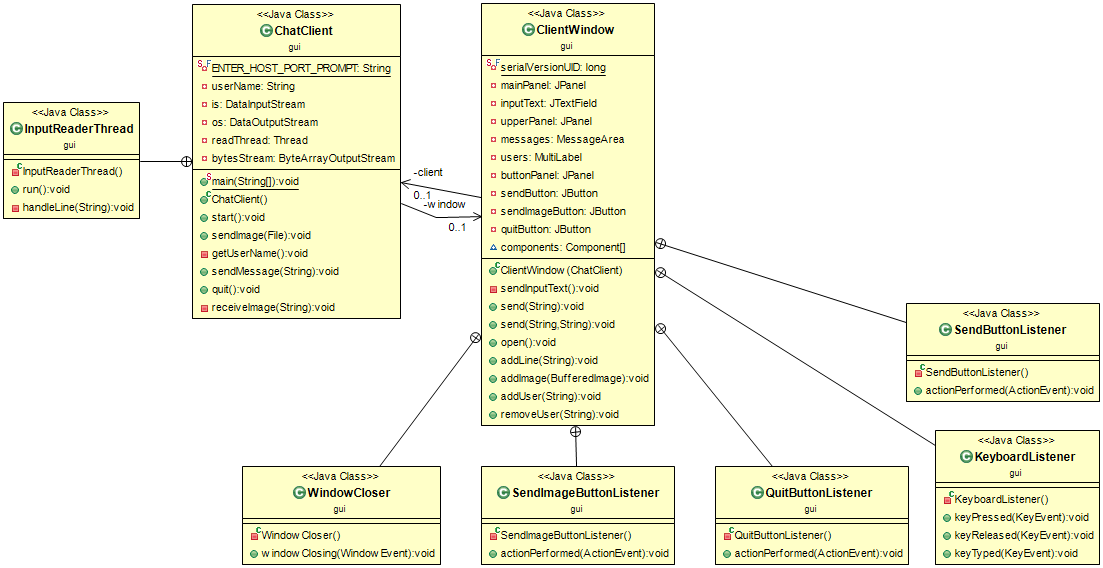 <<Java Class>>
InputReaderThread
gui
InputReaderThread()
run():void
handleLine(String):void
<<Java Class>>
ChatClient
gui
ENTER_HOST_PORT_PROMPT: String
userName: String
is: DataInputStream
os: DataOutputStream
readThread: Thread
bytesStream: ByteArrayOutputStream
main(String[]):void
ChatClient()
start():void
sendImage(File):void
getUserName():void
sendMessage(String):void
quit():void
receiveImage(String):void
-client
0..1
-window
0..1
<<Java Class>>
ClientWindow
gui
serialVersionUID: long
mainPanel: JPanel
inputText: JTextField
upperPanel: JPanel
messages: MessageArea
users: MultiLabel
buttonPanel: JPanel
sendButton: JButton
sendImageButton: JButton
quitButton: JButton
components: Component[]
ClientWindow(ChatClient)
sendInputText():void
send(String):void
send(String,String):void
open():void
addLine(String):void
addImage(BufferedImage):void
addUser(String):void
removeUser(String):void
<<Java Class>>
SendButtonListener
gui
SendButtonListener()
actionPerformed(ActionEvent):void
<<Java Class>>
KeyboardListener
gui
KeyboardListener()
keyPressed(KeyEvent):void
keyReleased(KeyEvent):void
keyTyped(KeyEvent):void
<<Java Class>>
WindowCloser
gui
WindowCloser()
windowClosing(WindowEvent):void
<<Java Class>>
SendImageButtonListener
gui
SendImageButtonListener()
actionPerformed(ActionEvent):void
<<Java Class>>
QuitButtonListener
gui
QuitButtonListener()
actionPerformed(ActionEvent):void